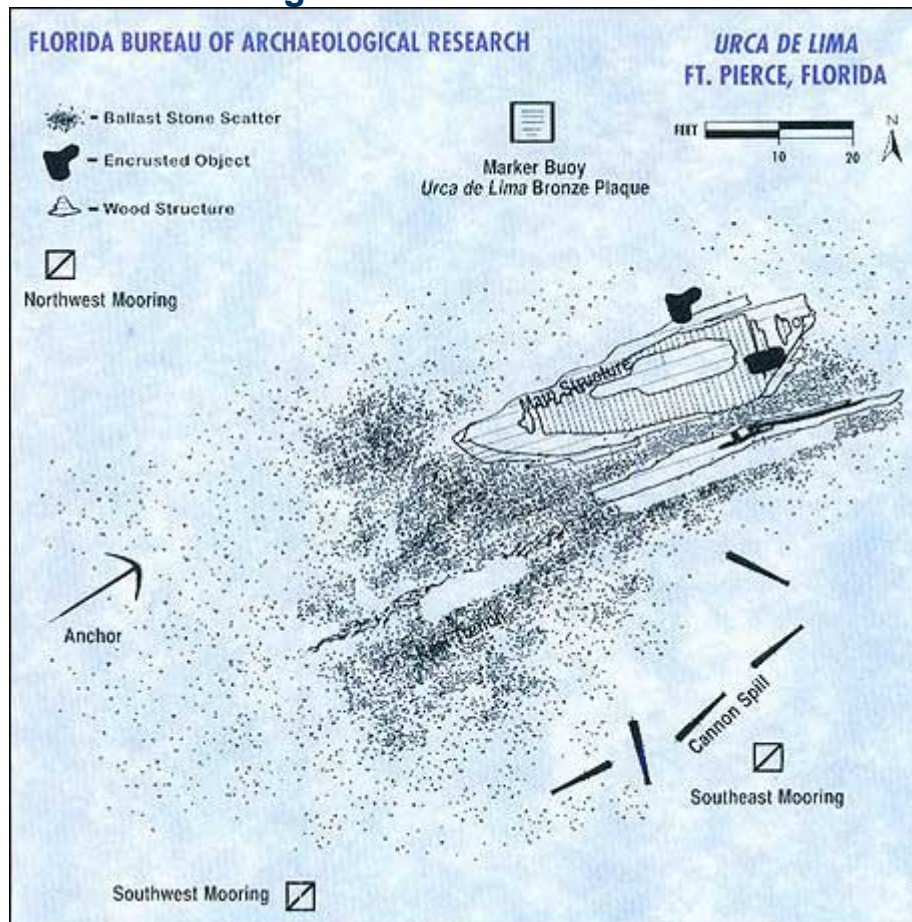 FLORIDA BUREAU OF ARCHAEOLOGICAL RESEARCH
URCA DE LIMA
FT. PIERCE, FLORIDA
- Ballast Stone Scatter
- Encrusted Object
- Wood Structure
FEET
10
20
N
Marker Buoy
Urca de Lima Bronze Plaque
Northwest Mooring
Main Structure
Anchor
Cannon Spill
Southeast Mooring
Southwest Mooring